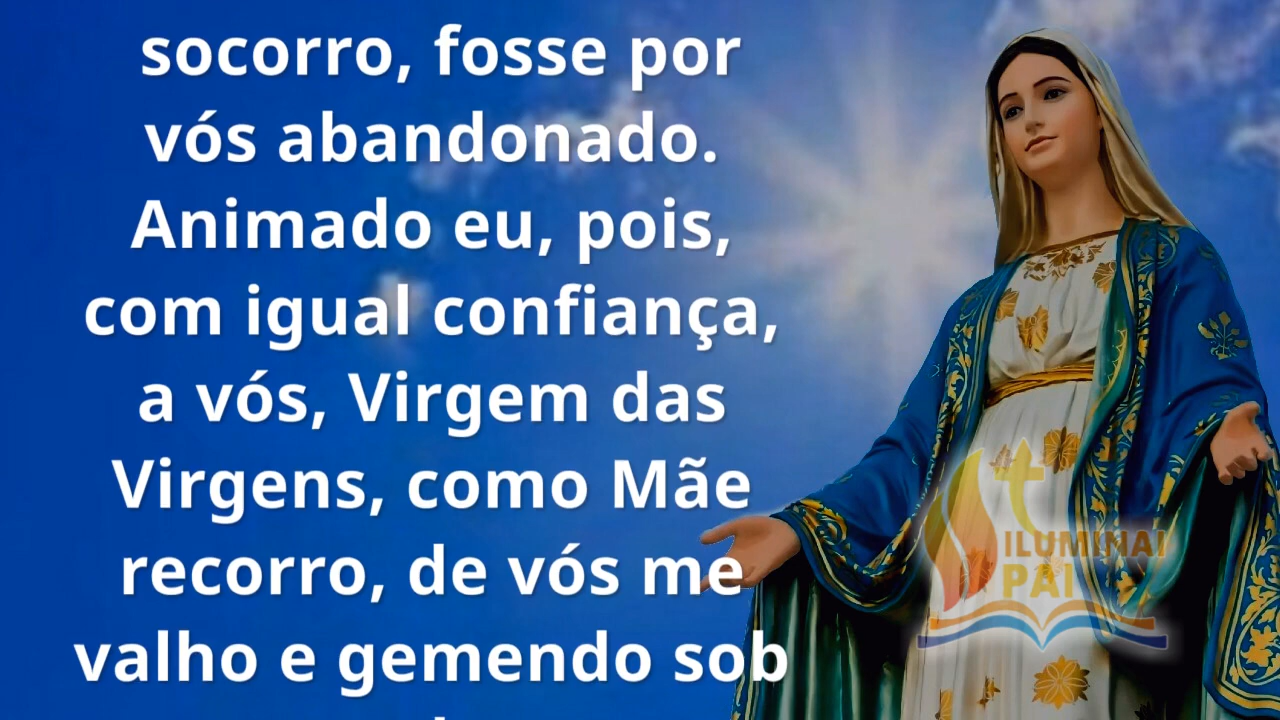 socorro, fosse por
vós abandonado.
Animado eu, pois,
com igual confiança,
a vós, Virgem das
Virgens, como Mãe
recorro, de vós me
valho e gemendo sob
ILUMINAI
PAI